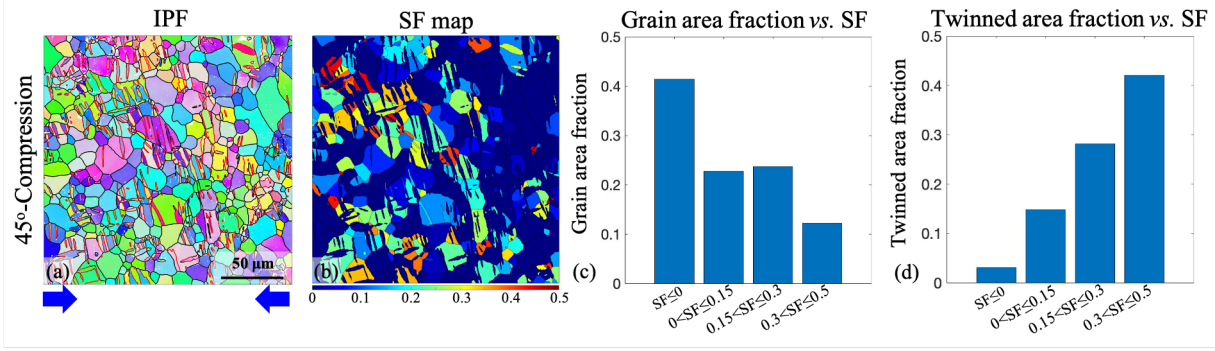 IPF
SF map
Grain area fraction vs. SF
Twinned area fraction vs. SF
45º-Compression
(a)
50 μm
(b)
0 0.1 0.2 0.3 0.4 0.5
Grain area fraction
0.5
0.4
0.3
0.2
0.1
0
(c)
SF≤0
0<SF≤0.15
0.15<SF≤0.3
0.3<SF≤0.5
Twinned area fraction
0.5
0.4
0.3
0.2
0.1
0
(d)
SF≤0
0<SF≤0.15
0.15<SF≤0.3
0.3<SF≤0.5